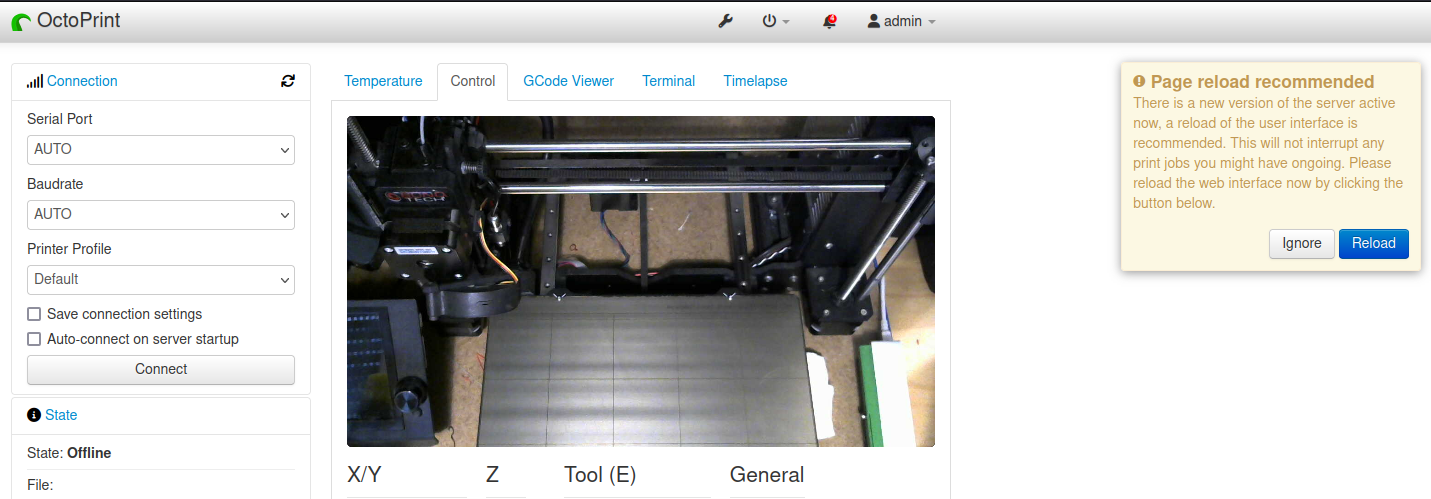 OctoPrint
4
admin
Connection
Serial Port
AUTO
Baudrate
AUTO
Printer Profile
Default
Save connection settings
Auto-connect on server startup
Connect
State
State: Offline
File:
Temperature
Control
GCode Viewer
Terminal
Timelapse
TECH
X/Y
Z
Tool (E)
General
Page reload recommended
There is a new version of the server active
now, a reload of the user interface is
recommended. This will not interrupt any
print jobs you might have ongoing. Please
reload the web interface now by clicking the
button below.
Ignore
Reload